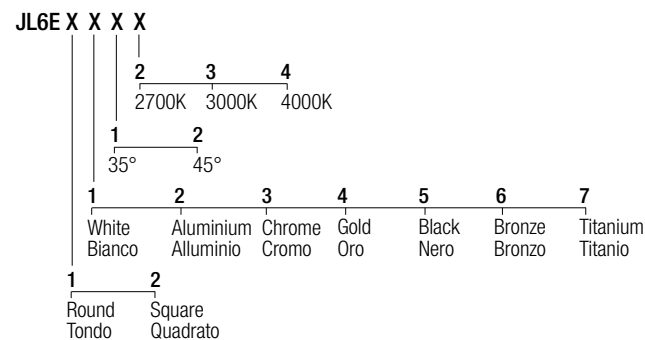 JL6E X X X X
2 3 4
2700K 3000K 4000K
1 2
35° 45°
1 2 3 4 5 6 7
White Aluminium Chrome Gold Black Bronze Titanium
Bianco Alluminio Cromo Oro Nero Bronzo Titanio
1 2
Round Square
Tondo Quadrato